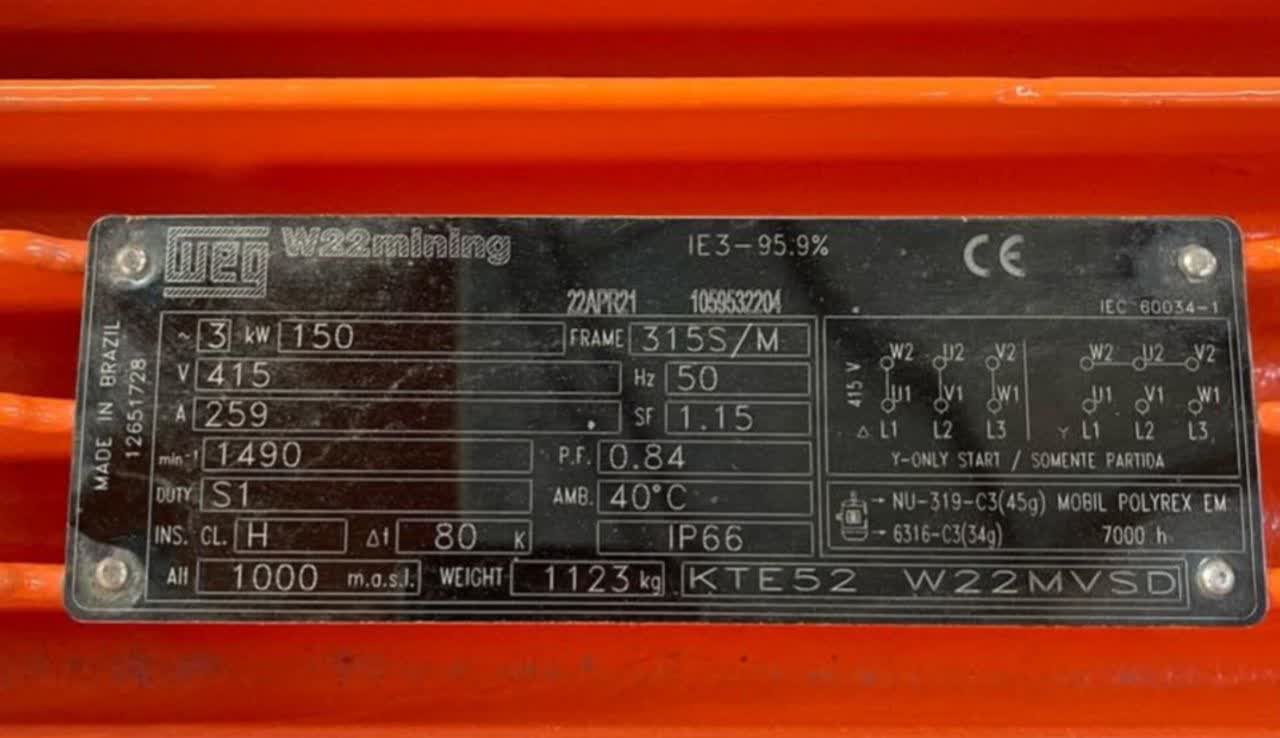 WEG W22mining IE3-95.9% CE
22APR21 1059532204 IEC 60034-1
MADE IN BRAZIL
12651728
~ 3 kW 150 FRAME 315S/M
V 415 Hz 50
A 259 SF 1.15
min-1 1490 P.F. 0.84
DUTY S1 AMB. 40°C
INS. CL. H Δt 80 K IP66
Alt 1000 m.a.s.l. WEIGHT 1123 kg KTE52 W22MVSD
415 V
W2 U2 V2 W2 U2 V2
U1 V1 W1 U1 V1 W1
Δ L1 L2 L3 Y L1 L2 L3
Y-ONLY START / SOMENTE PARTIDA
→ NU-319-C3(45g) MOBIL POLYREX EM
→ 6316-C3(34g) 7000 h